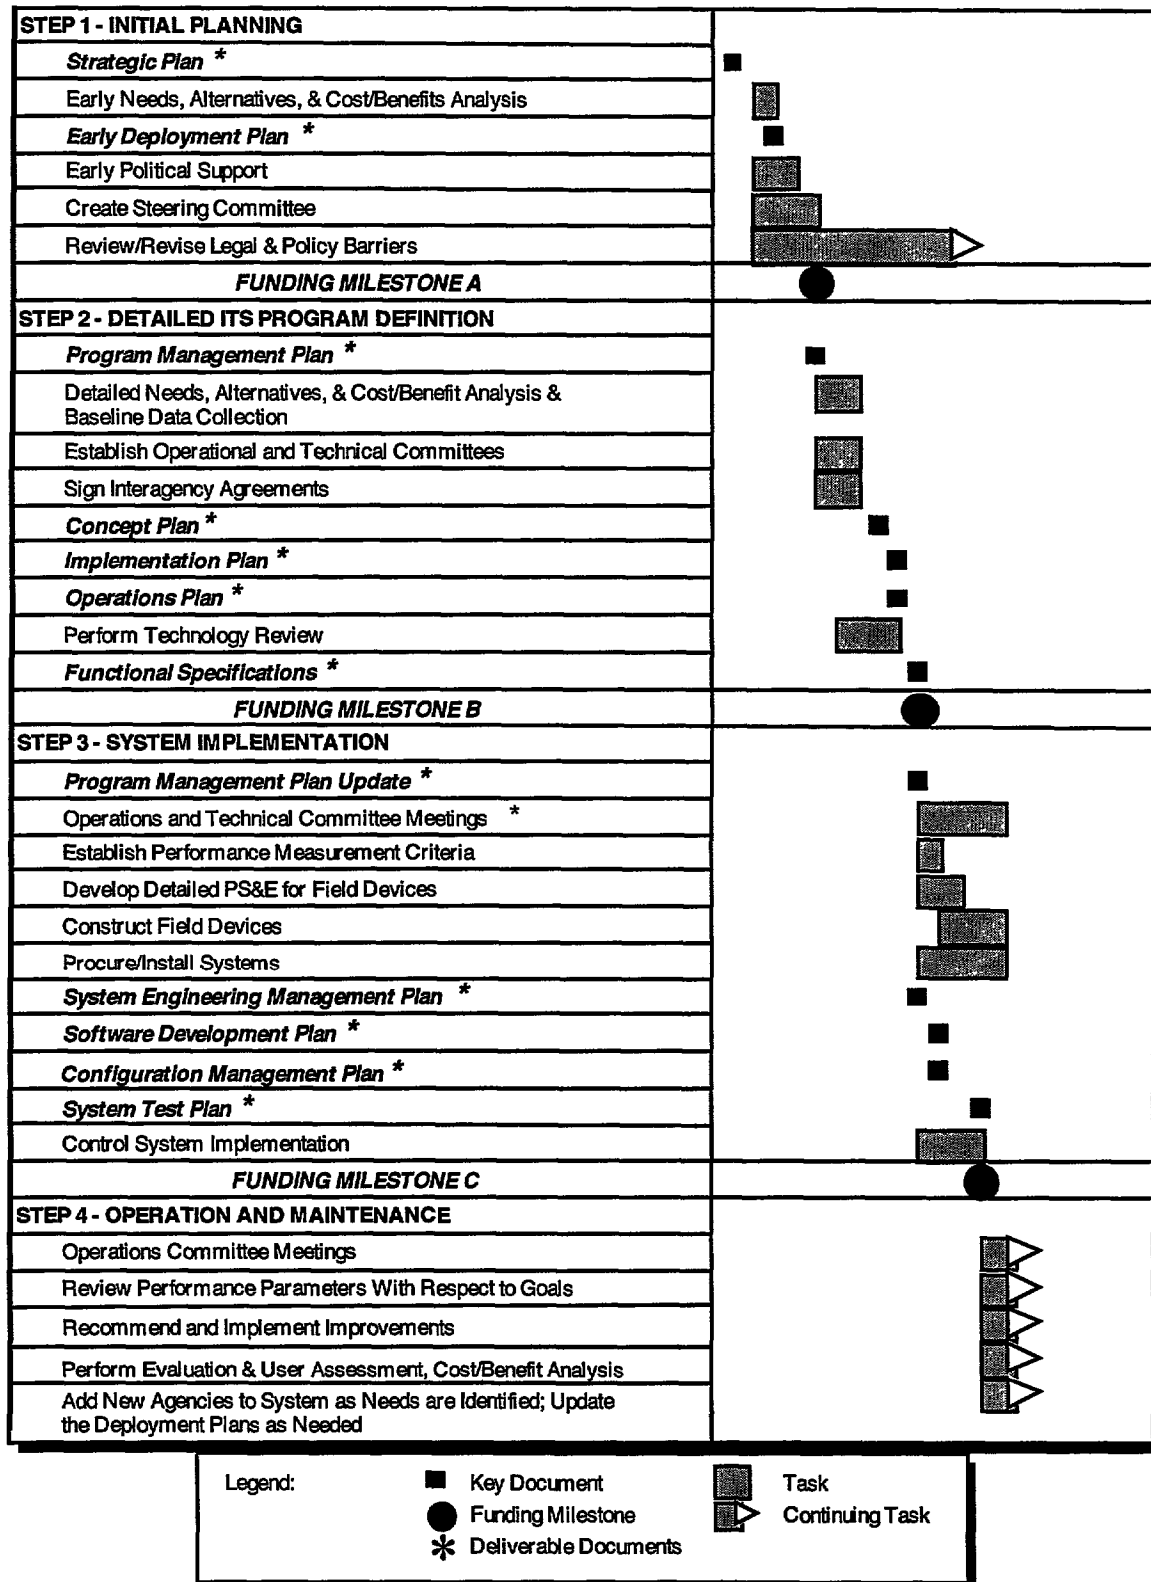 STEP 1 - INITIAL PLANNING
Strategic Plan *
Early Needs, Alternatives, & Cost/Benefits Analysis
Early Deployment Plan *
Early Political Support
Create Steering Committee
Review/Revise Legal & Policy Barriers
FUNDING MILESTONE A
STEP 2 - DETAILED ITS PROGRAM DEFINITION
Program Management Plan *
Detailed Needs, Alternatives, & Cost/Benefit Analysis &
Baseline Data Collection
Establish Operational and Technical Committees
Sign Interagency Agreements
Concept Plan *
Implementation Plan *
Operations Plan *
Perform Technology Review
Functional Specifications *
FUNDING MILESTONE B
STEP 3 - SYSTEM IMPLEMENTATION
Program Management Plan Update *
Operations and Technical Committee Meetings *
Establish Performance Measurement Criteria
Develop Detailed PS&E for Field Devices
Construct Field Devices
Procure/Install Systems
System Engineering Management Plan *
Software Development Plan *
Configuration Management Plan *
System Test Plan *
Control System Implementation
FUNDING MILESTONE C
STEP 4 - OPERATION AND MAINTENANCE
Operations Committee Meetings
Review Performance Parameters With Respect to Goals
Recommend and Implement Improvements
Perform Evaluation & User Assessment, Cost/Benefit Analysis
Add New Agencies to System as Needs are Identified; Update
the Deployment Plans as Needed
Legend:
Key Document
Task
Funding Milestone
Continuing Task
* Deliverable Documents